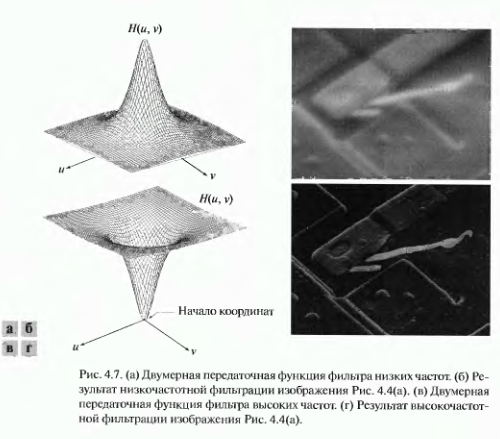 H(u, v)
u
v
H(u, v)
Начало координат
u
v
а б
в г
Рис. 4.7. (а) Двумерная передаточная функция фильтра низких частот. (б) Ре-
зультат низкочастотной фильтрации изображения Рис. 4.4(а). (в) Двумерная
передаточная функция фильтра высоких частот. (г) Результат высокочастот-
ной фильтрации изображения Рис. 4.4(а).